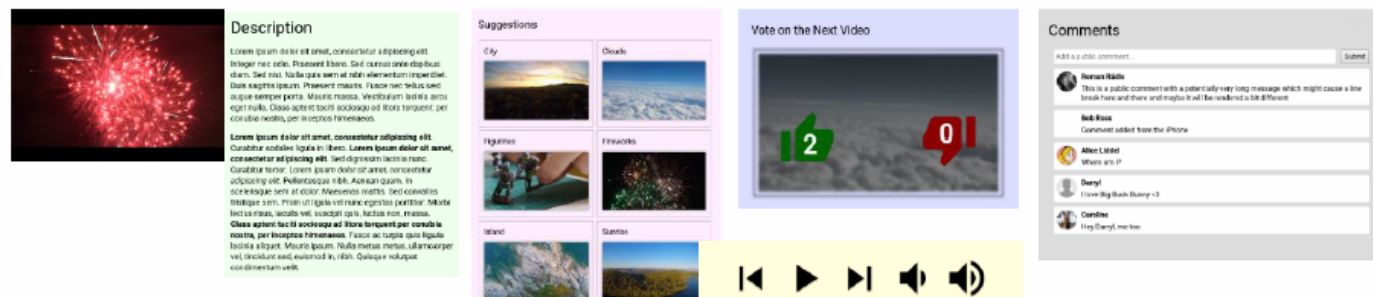 Description
Lorem ipsum dolor sit amet, consectetur adipiscing elit.
Integer nec odio. Praesent libero. Sed cursus ante dapibus
diam. Sed nisi. Nulla quis sem at nibh elementum imperdiet.
Duis sagittis ipsum. Praesent mauris. Fusce nec tellus sed
augue semper porta. Mauris massa. Vestibulum lacinia arcu
eget nulla. Class aptent taciti sociosqu ad litora torquent per
conubia nostra, per inceptos himenaeos.
Lorem ipsum dolor sit amet, consectetur adipiscing elit.
Curabitur sodales ligula in libero. Lorem ipsum dolor sit amet,
consectetur adipiscing elit. Sed dignissim lacinia nunc.
Curabitur tortor. Lorem ipsum dolor sit amet, consectetur
adipiscing elit. Pellentesque nibh. Aenean quam. In
scelerisque sem at dolor. Maecenas mattis. Sed convallis
tristique sem. Proin ut ligula vel nunc egestas porttitor. Morbi
lectus risus, iaculis vel, suscipit quis, luctus non, massa.
Class aptent taciti sociosqu ad litora torquent per conubia
nostra, per inceptos himenaeos. Fusce ac turpis quis ligula
lacinia aliquet. Mauris ipsum. Nulla metus metus, ullamcorper
vel, tincidunt sed, euismod in, nibh. Quisque volutpat
condimentum velit.
Suggestions
City
Clouds
Figurines
Fireworks
Island
Sunrise
Vote on the Next Video
2
0
Comments
Add a public comment...
Submit
Roman Rädle
This is a public comment with a potentially very long message which might cause a line
break here and there and maybe it will be rendered a bit different
Bob Ross
Comment added from the iPhone
Alice Liddel
Where am I?
Darryl
I love Big Buck Bunny <3
Caroline
Hey Darryl, me too